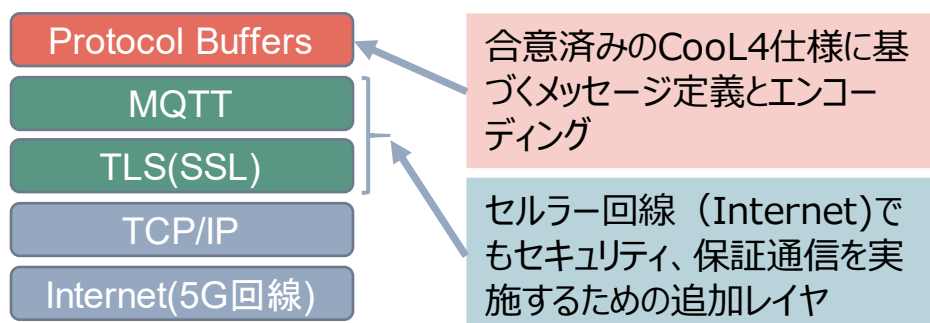 Protocol Buffers
MQTT
TLS(SSL)
TCP/IP
Internet(5G回線)
合意済みのCooL4仕様に基
づくメッセージ定義とエンコー
ディング
セルラー回線（Internet)で
もセキュリティ、保証通信を実
施するための追加レイヤ